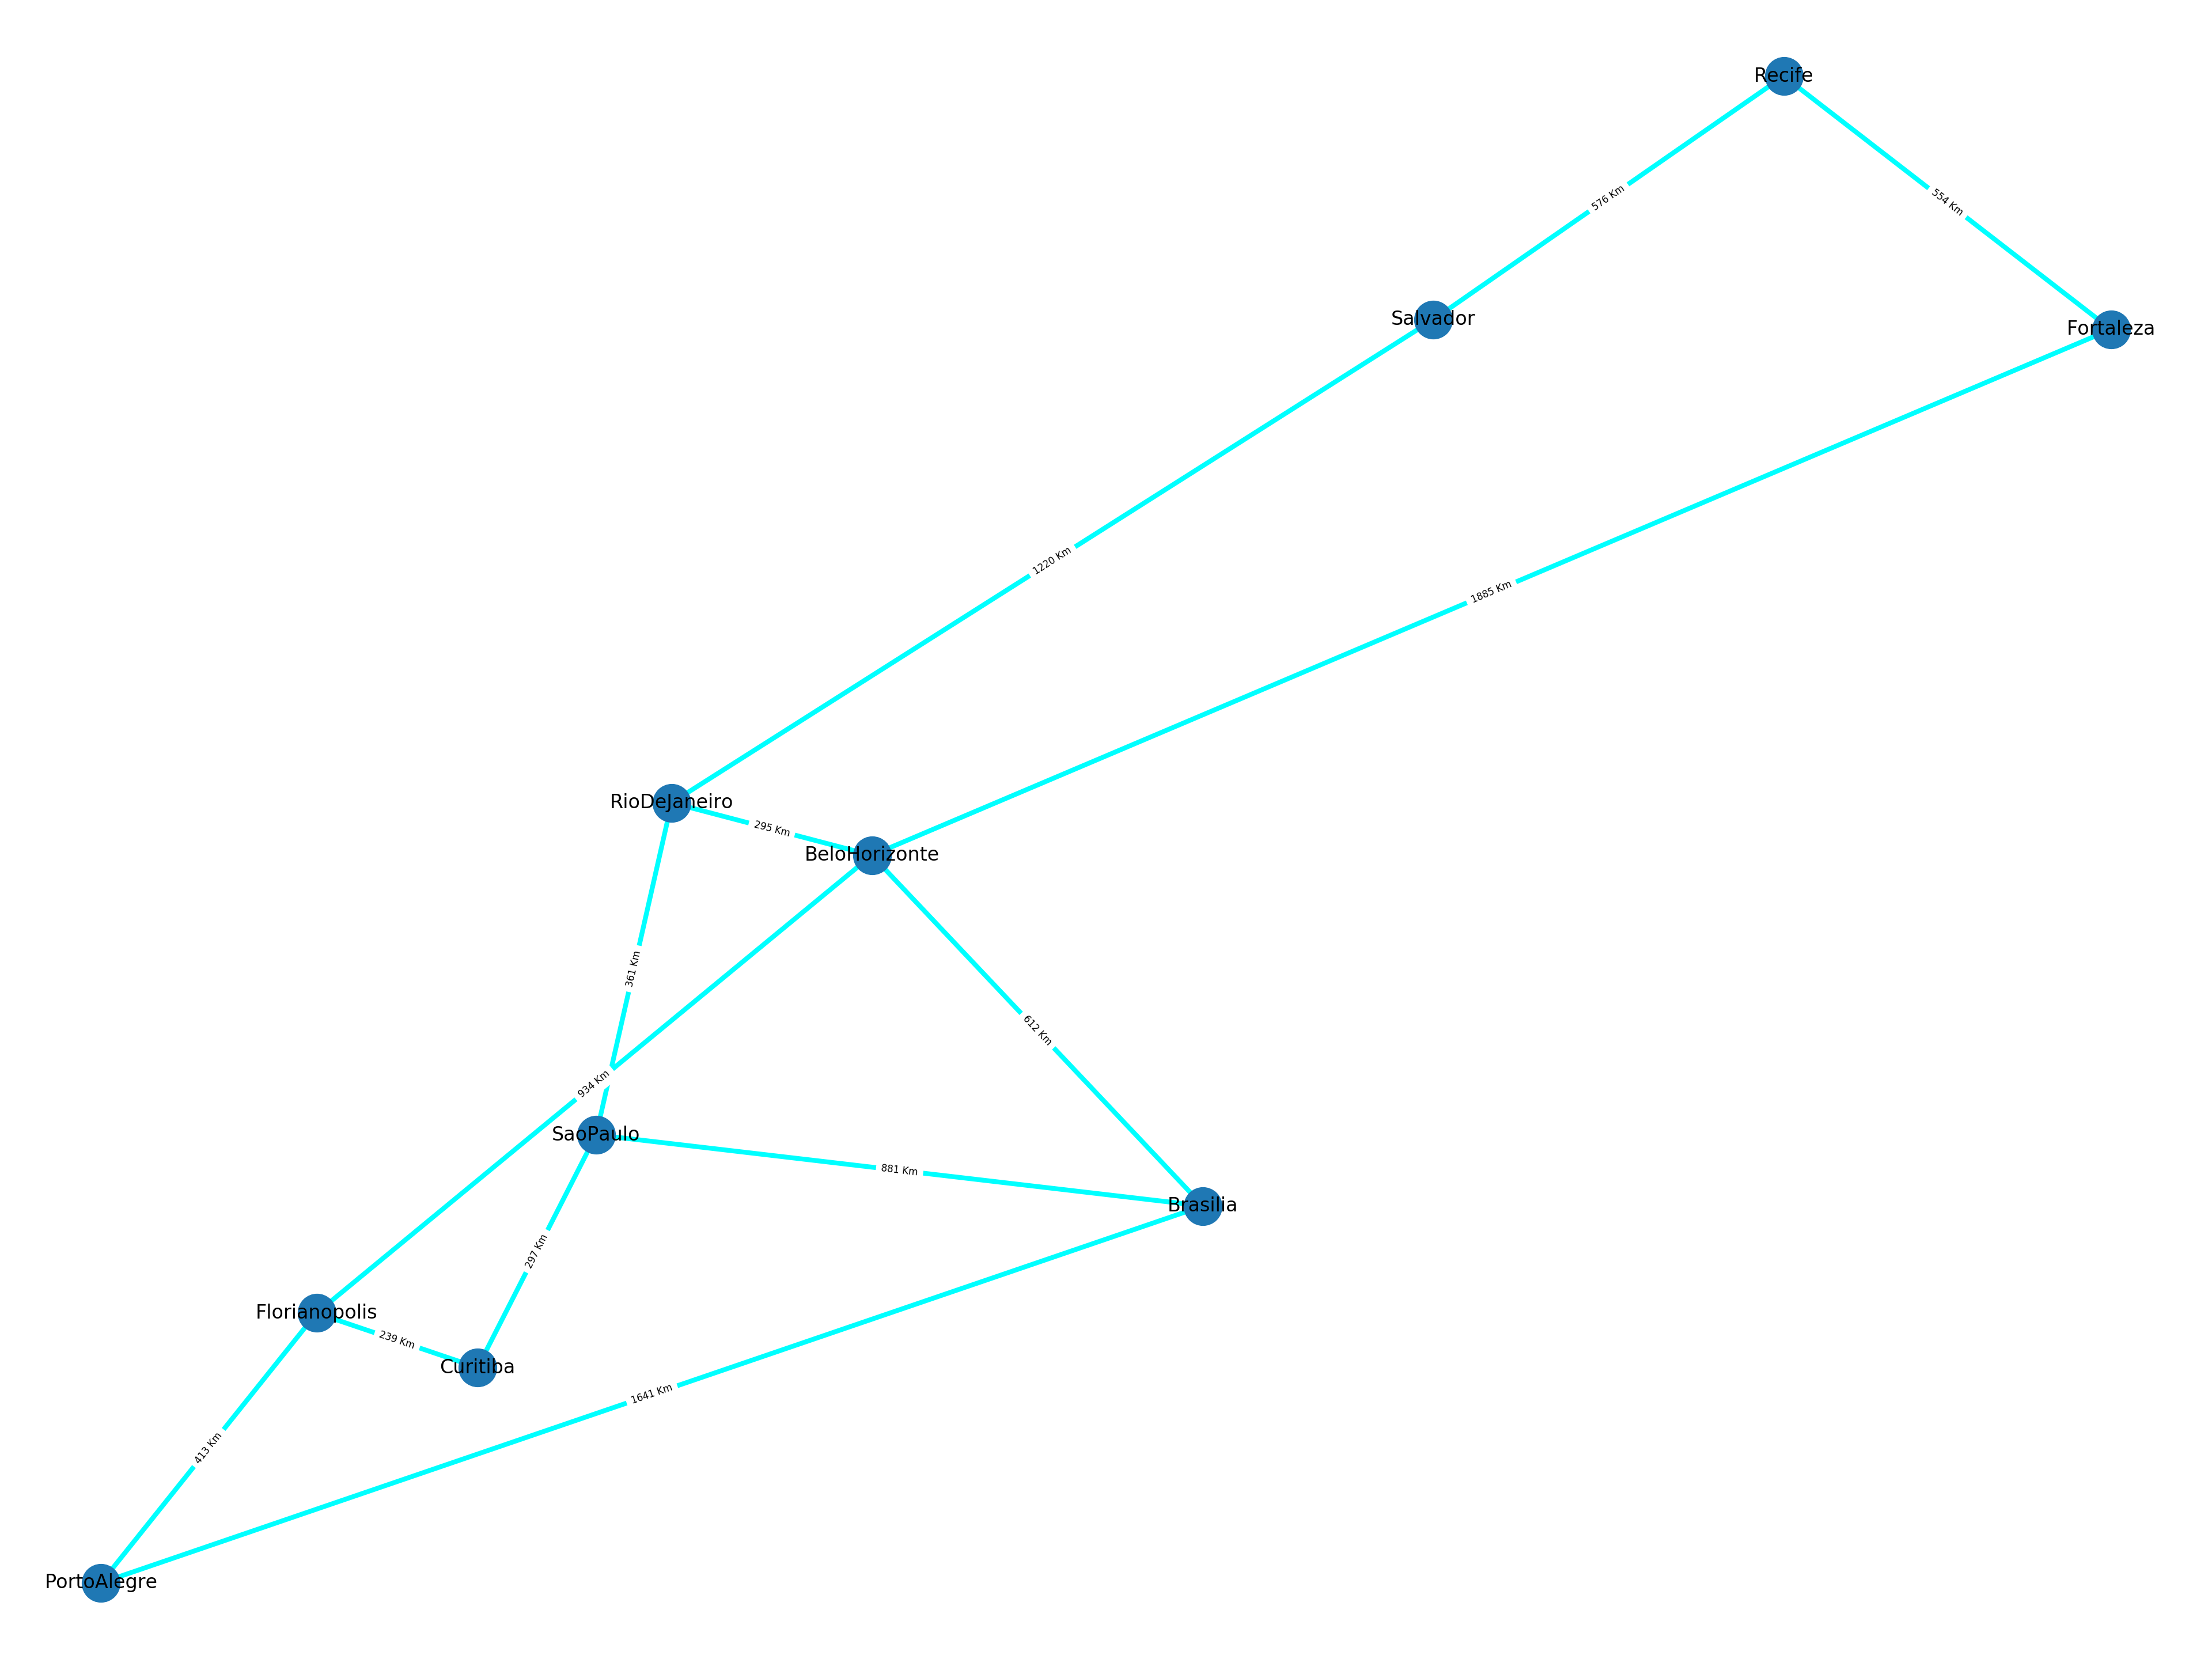 Recife
576 Km
554 Km
Salvador
Fortaleza
1220 Km
1885 Km
RioDeJaneiro
295 Km
BeloHorizonte
361 Km
612 Km
934 Km
SaoPaulo
881 Km
Brasilia
297 Km
Florianopolis
239 Km
Curitiba
1641 Km
413 Km
PortoAlegre